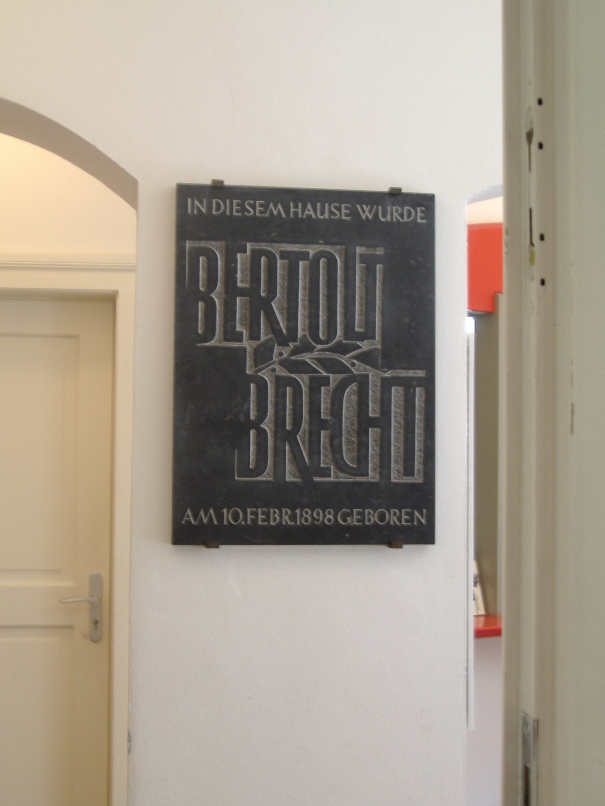 IN DIESEM HAUSE WURDE
BERTOLT
BRECHT
AM 10.FEBR.1898 GEBOREN